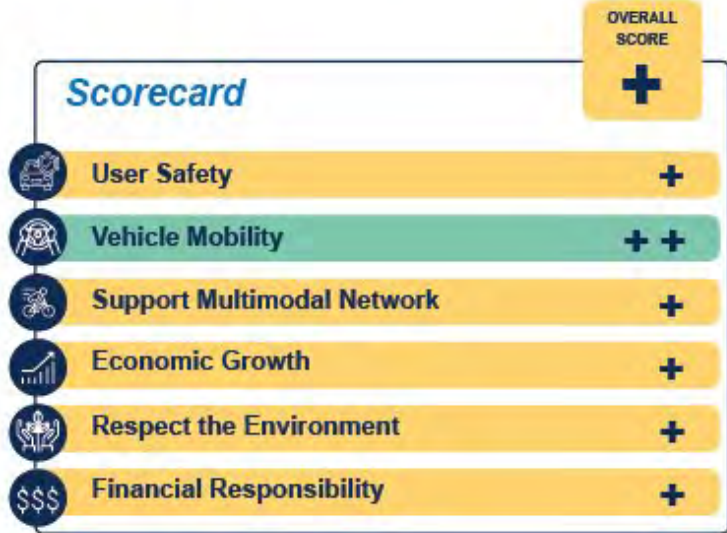 OVERALL
SCORE
+
Scorecard
User Safety +
Vehicle Mobility + +
Support Multimodal Network +
Economic Growth +
Respect the Environment +
$$$ Financial Responsibility +